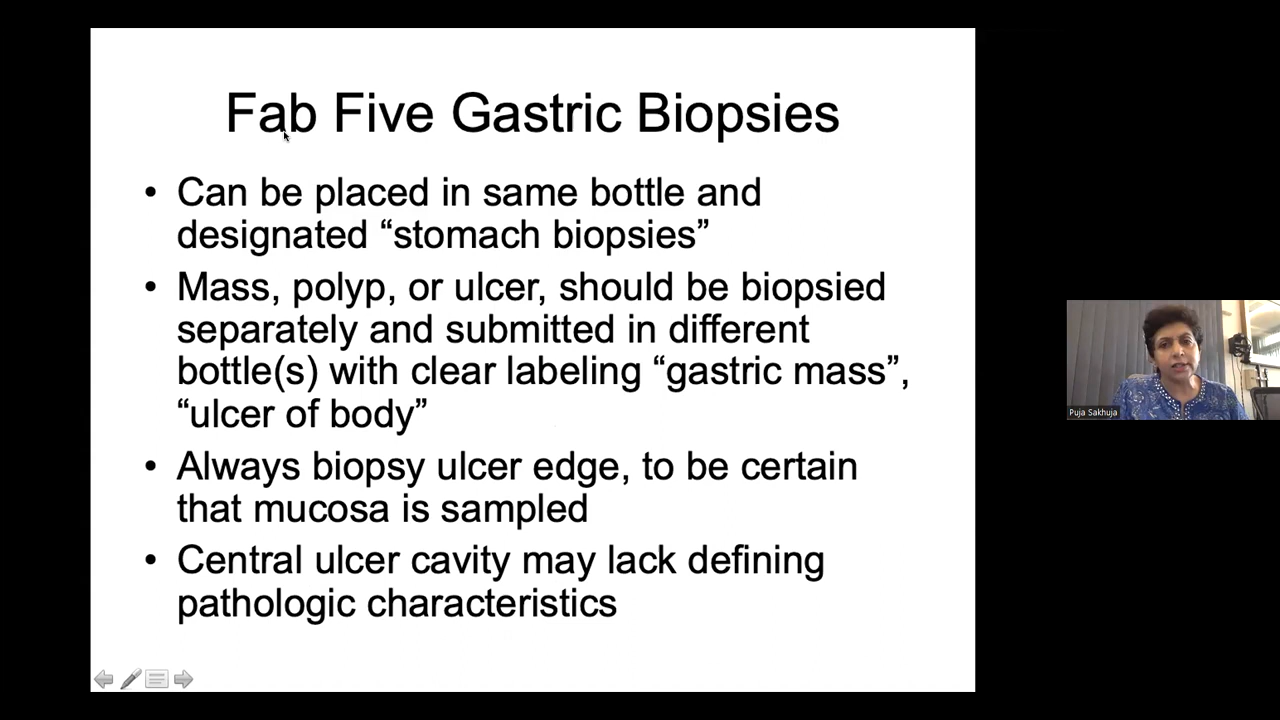 Fab Five Gastric Biopsies
• Can be placed in same bottle and
designated “stomach biopsies”
• Mass, polyp, or ulcer, should be biopsied
separately and submitted in different
bottle(s) with clear labeling “gastric mass”,
“ulcer of body”
• Always biopsy ulcer edge, to be certain
that mucosa is sampled
• Central ulcer cavity may lack defining
pathologic characteristics
Puja Sakhuja